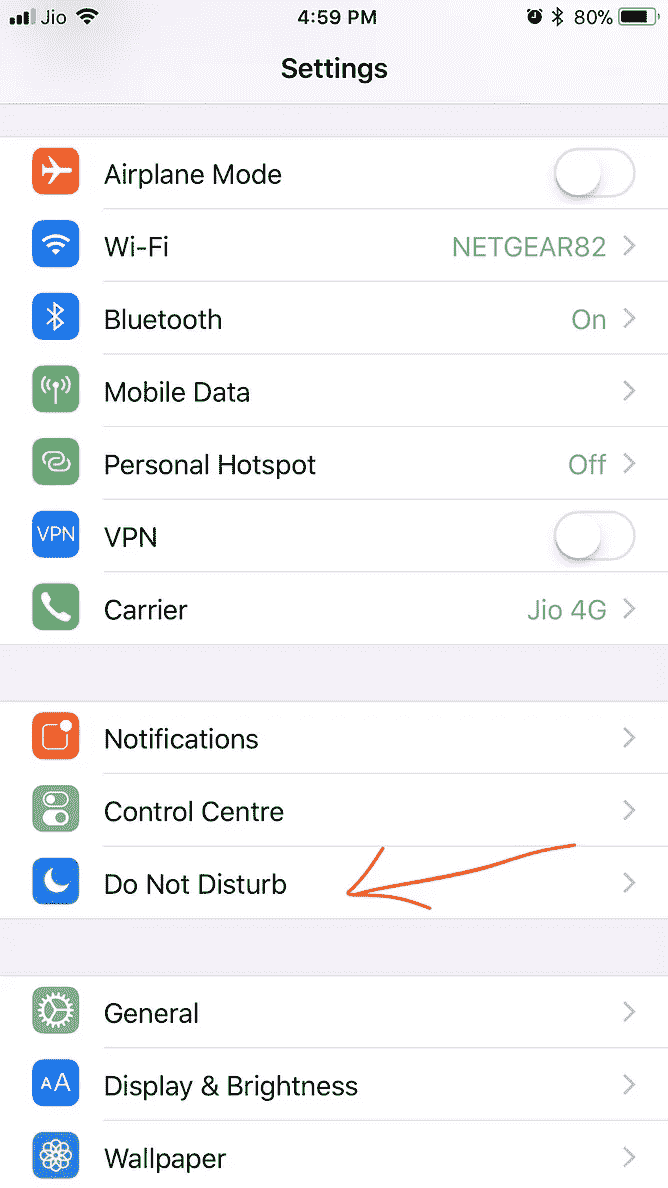 Jio 4:59 PM 80%
Settings
Airplane Mode
Wi-Fi NETGEAR82
Bluetooth On
Mobile Data
Personal Hotspot Off
VPN VPN
Carrier Jio 4G
Notifications
Control Centre
Do Not Disturb
General
AA Display & Brightness
Wallpaper